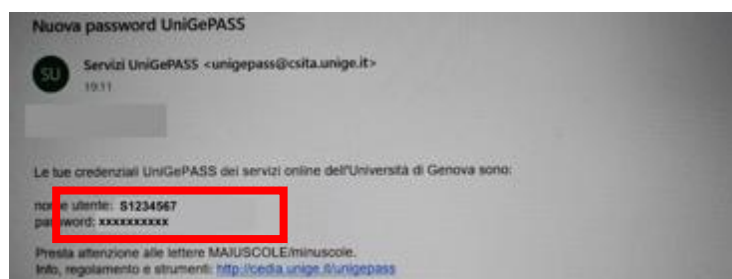 Nuova password UniGePASS
SU
Servizi UniGePASS <unigepass@csita.unige.it>
19:11
Le tue credenziali UniGePASS dei servizi online dell'Università di Genova sono:
nome utente: S1234567
password: xxxxxxxxxx
Presta attenzione alle lettere MAIUSCOLE/minuscole.
Info, regolamento e strumenti: http://cedia.unige.it/unigepass